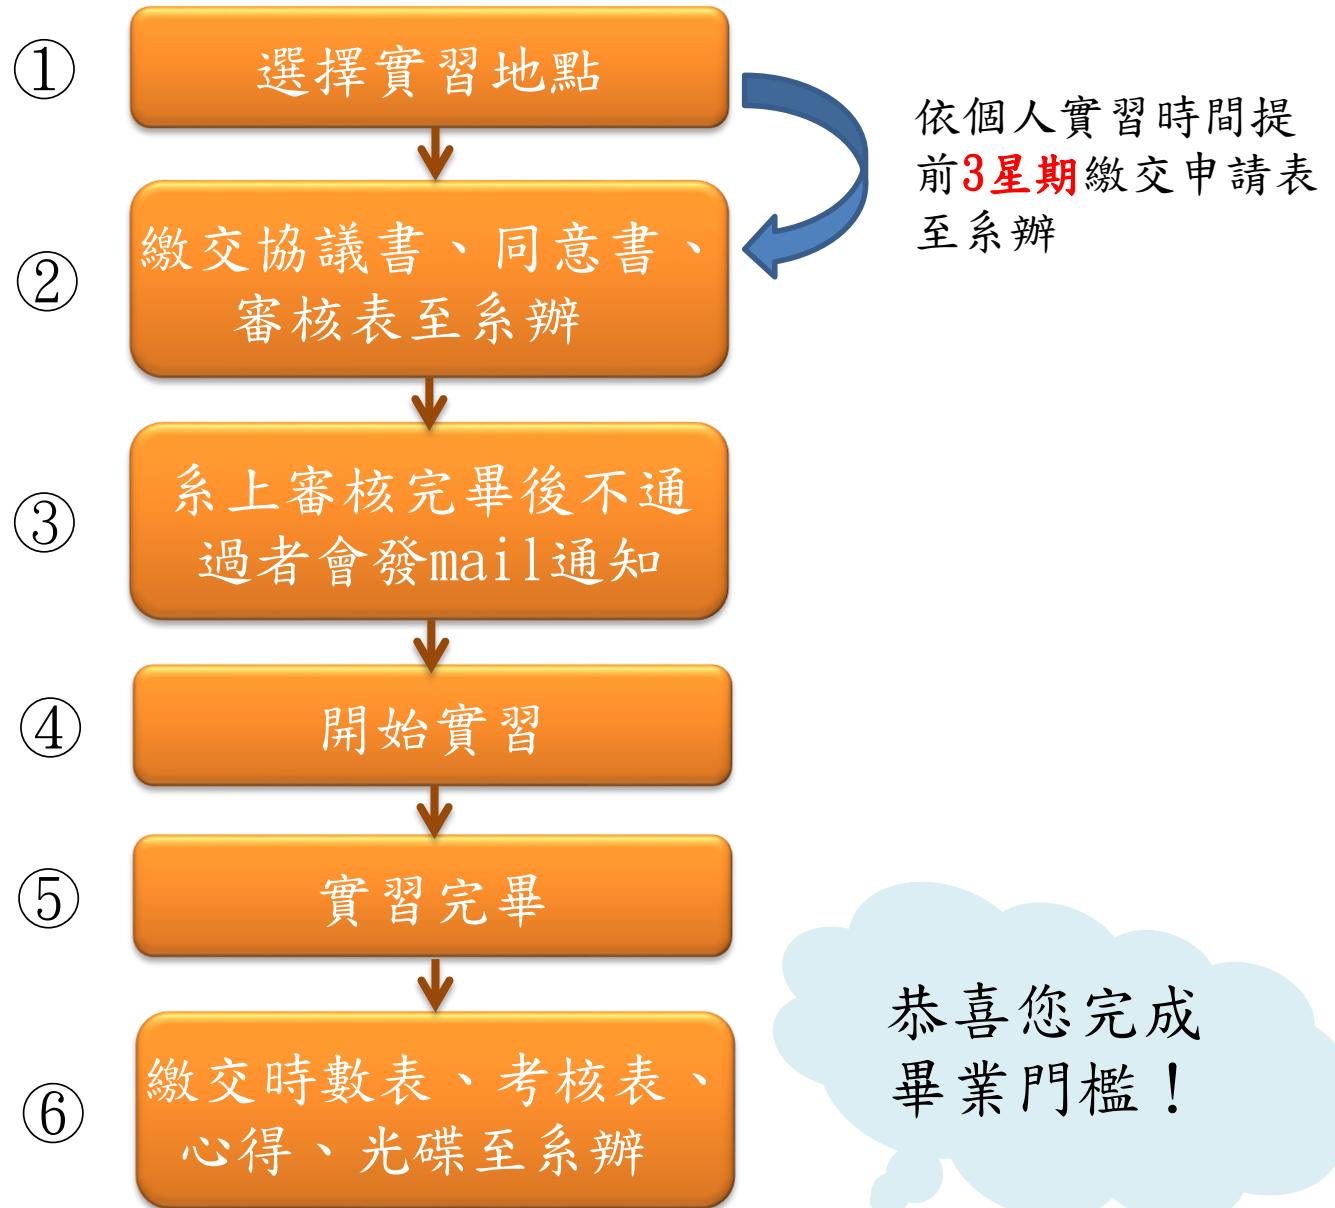 ①
選擇實習地點
依個人實習時間提
前3星期繳交申請表
至系辦
②
繳交協議書、同意書、
審核表至系辦
③
系上審核完畢後不通
過者會發mail通知
④
開始實習
⑤
實習完畢
⑥
繳交時數表、考核表、
心得、光碟至系辦
恭喜您完成
畢業門檻！